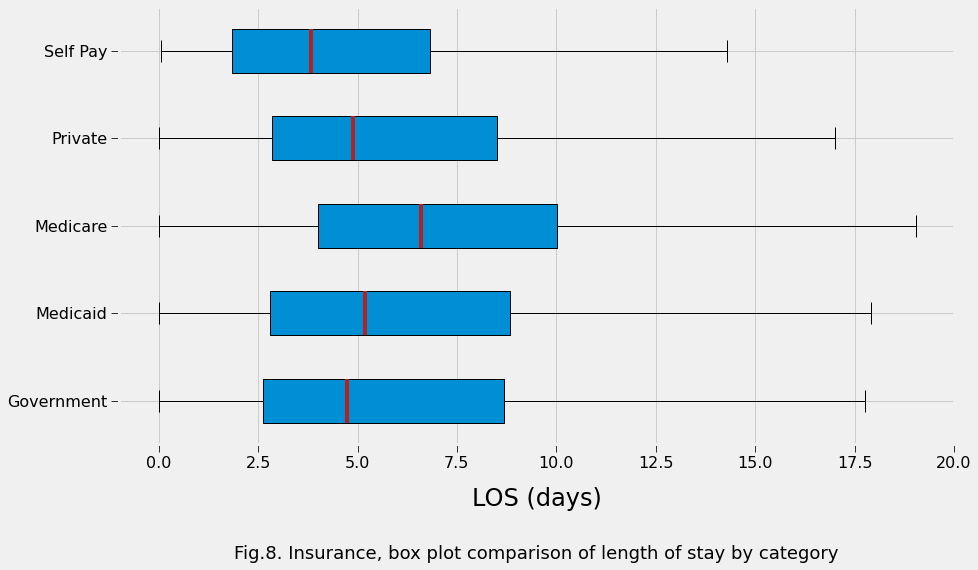 Self Pay
Private
Medicare
Medicaid
Government
0.0 2.5 5.0 7.5 10.0 12.5 15.0 17.5 20.0
LOS (days)
Fig.8. Insurance, box plot comparison of length of stay by category